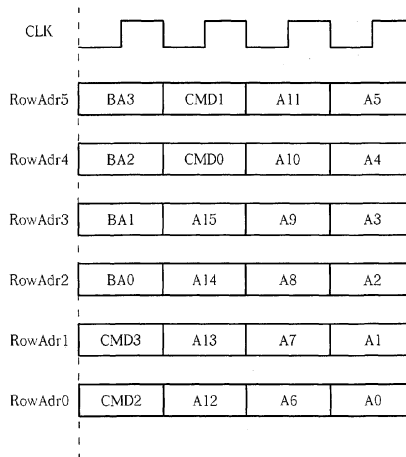 CLK
RowAdr5 BA3 CMD1 A11 A5
RowAdr4 BA2 CMD0 A10 A4
RowAdr3 BA1 A15 A9 A3
RowAdr2 BA0 A14 A8 A2
RowAdr1 CMD3 A13 A7 A1
RowAdr0 CMD2 A12 A6 A0